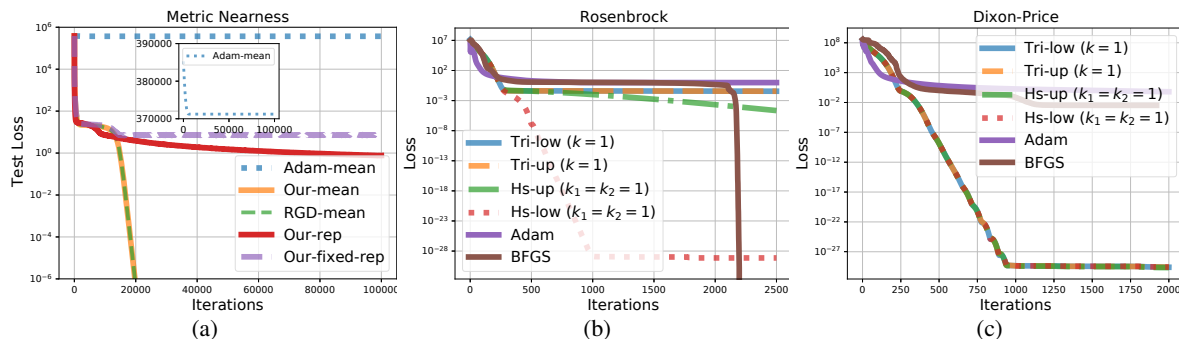 Metric Nearness
Test Loss
10^6
10^4
10^2
10^0
10^−2
10^−4
10^−6
390000
380000
370000
Adam-mean
0 50000 100000
Adam-mean
Our-mean
RGD-mean
Our-rep
Our-fixed-rep
0 20000 40000 60000 80000 100000
Iterations
(a)
Rosenbrock
Loss
10^7
10^2
10^−3
10^−8
10^−13
10^−18
10^−23
10^−28
Tri-low (k = 1)
Tri-up (k = 1)
Hs-up (k₁ = k₂ = 1)
Hs-low (k₁ = k₂ = 1)
Adam
BFGS
0 500 1000 1500 2000 2500
Iterations
(b)
Dixon-Price
Loss
10^8
10^3
10^−2
10^−7
10^−12
10^−17
10^−22
10^−27
Tri-low (k = 1)
Tri-up (k = 1)
Hs-up (k₁ = k₂ = 1)
Hs-low (k₁ = k₂ = 1)
Adam
BFGS
0 250 500 750 1000 1250 1500 1750 2000
Iterations
(c)